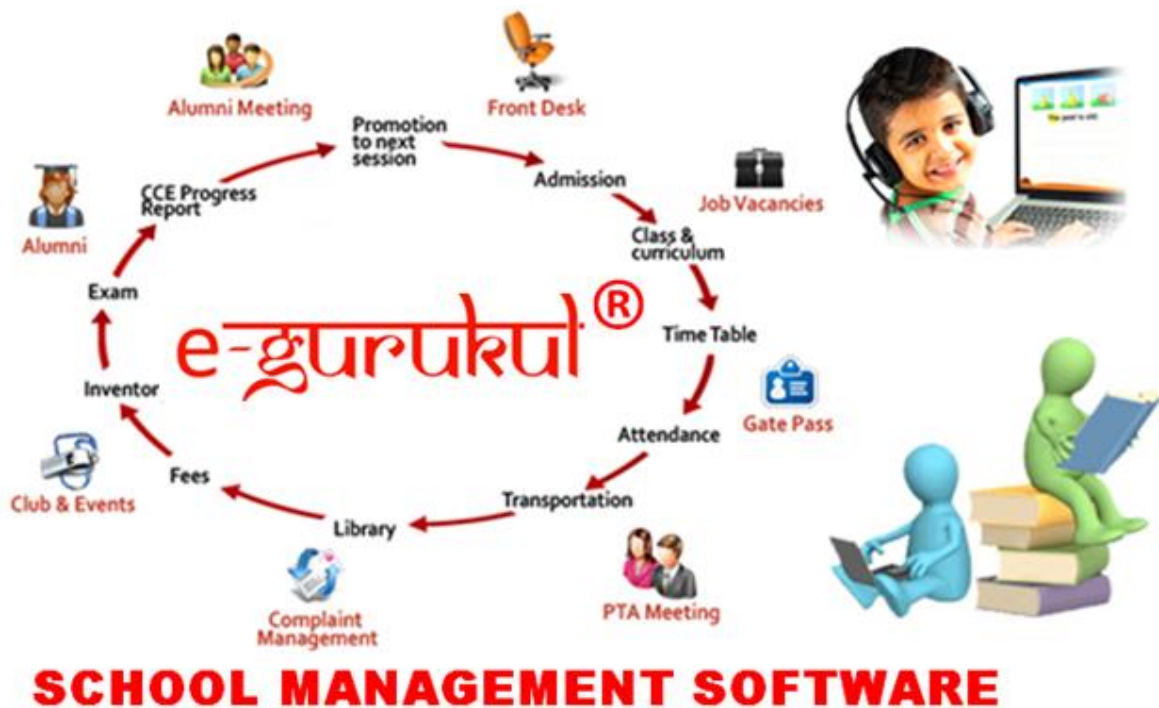 Alumni Meeting
Front Desk
Promotion
to next
session
Admission
Job Vacancies
CCE Progress
Report
Alumni
Class &
curriculum
Exam
e-gurukul®
Time Table
Inventor
Gate Pass
Attendance
Fees
Club & Events
Transportation
Library
Complaint
Management
PTA Meeting
SCHOOL MANAGEMENT SOFTWARE